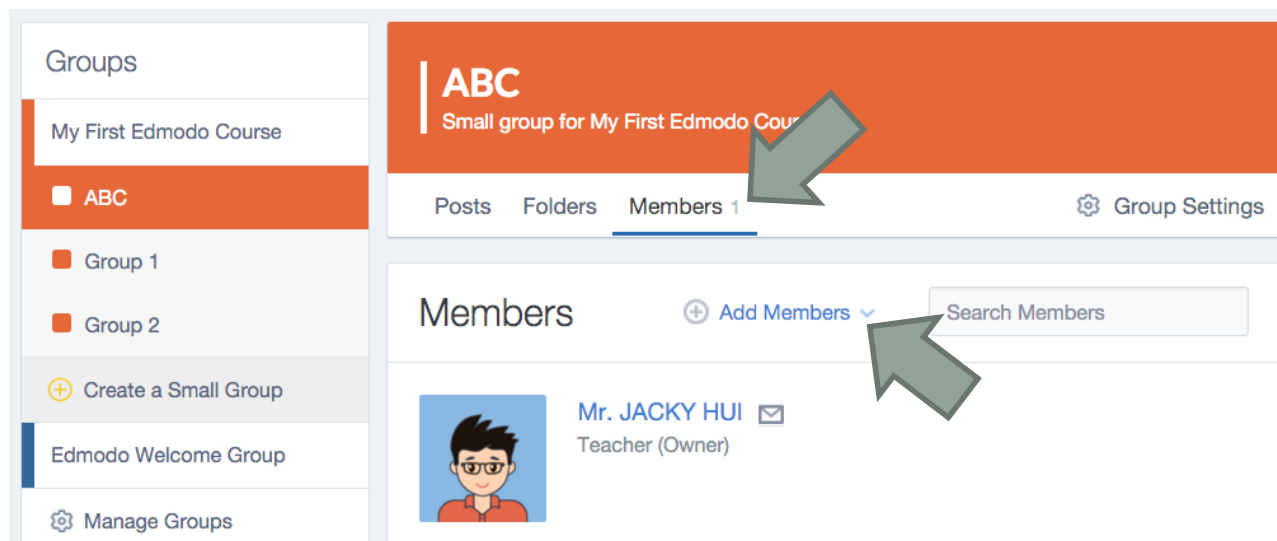 Groups
My First Edmodo Course
ABC
Group 1
Group 2
Create a Small Group
Edmodo Welcome Group
Manage Groups
ABC
Small group for My First Edmodo
Posts Folders Members 1
Group Settings
Members
Add Members
Search Members
Mr. JACKY HUI
Teacher (Owner)